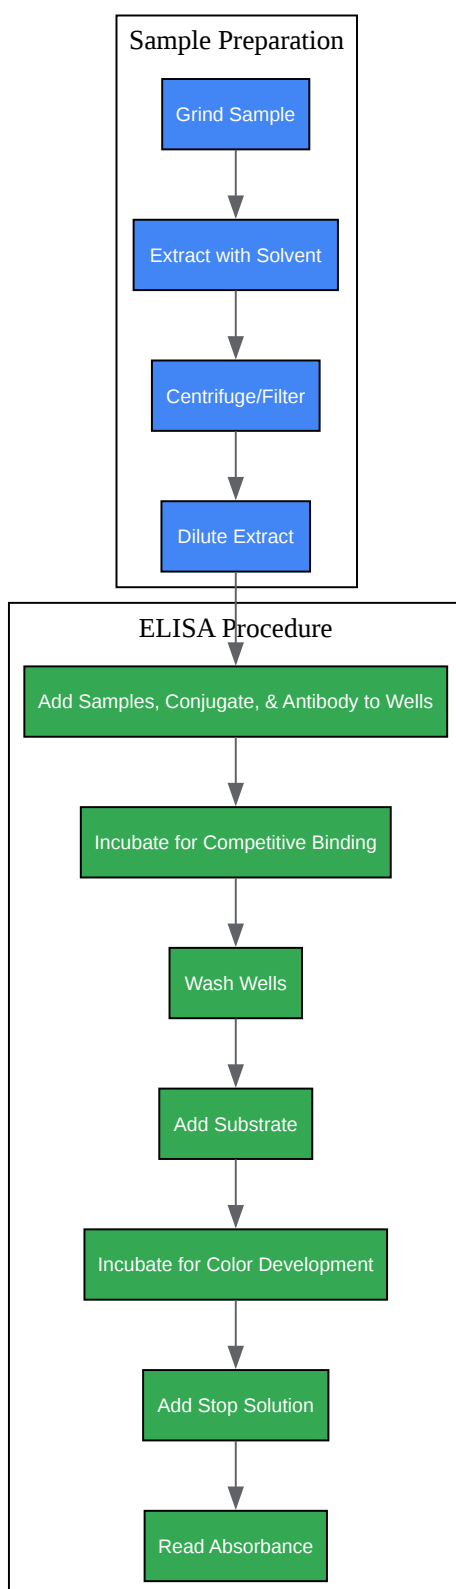 Sample Preparation
Grind Sample
Extract with Solvent
Centrifuge/Filter
Dilute Extract
ELISA Procedure
Add Samples, Conjugate, & Antibody to Wells
Incubate for Competitive Binding
Wash Wells
Add Substrate
Incubate for Color Development
Add Stop Solution
Read Absorbance